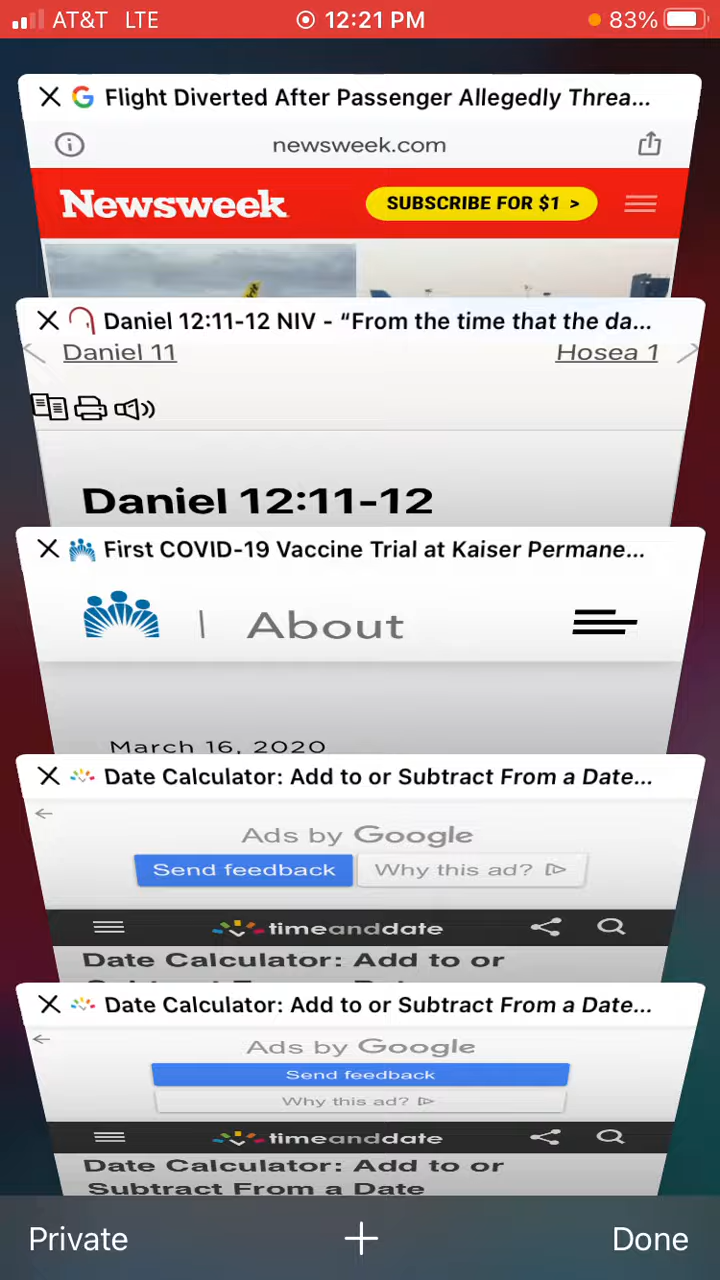 AT&T LTE 12:21 PM 83%
Flight Diverted After Passenger Allegedly Threa...
newsweek.com
Newsweek SUBSCRIBE FOR $1 >
Daniel 12:11-12 NIV - “From the time that the da...
Daniel 11 Hosea 1
Daniel 12:11-12
First COVID-19 Vaccine Trial at Kaiser Permane...
About
March 16, 2020
Date Calculator: Add to or Subtract From a Date...
Ads by Google
Send feedback Why this ad?
timeanddate
Date Calculator: Add to or
Date Calculator: Add to or Subtract From a Date...
Ads by Google
Send feedback
Why this ad?
timeanddate
Date Calculator: Add to or
Subtract From a Date
Private + Done